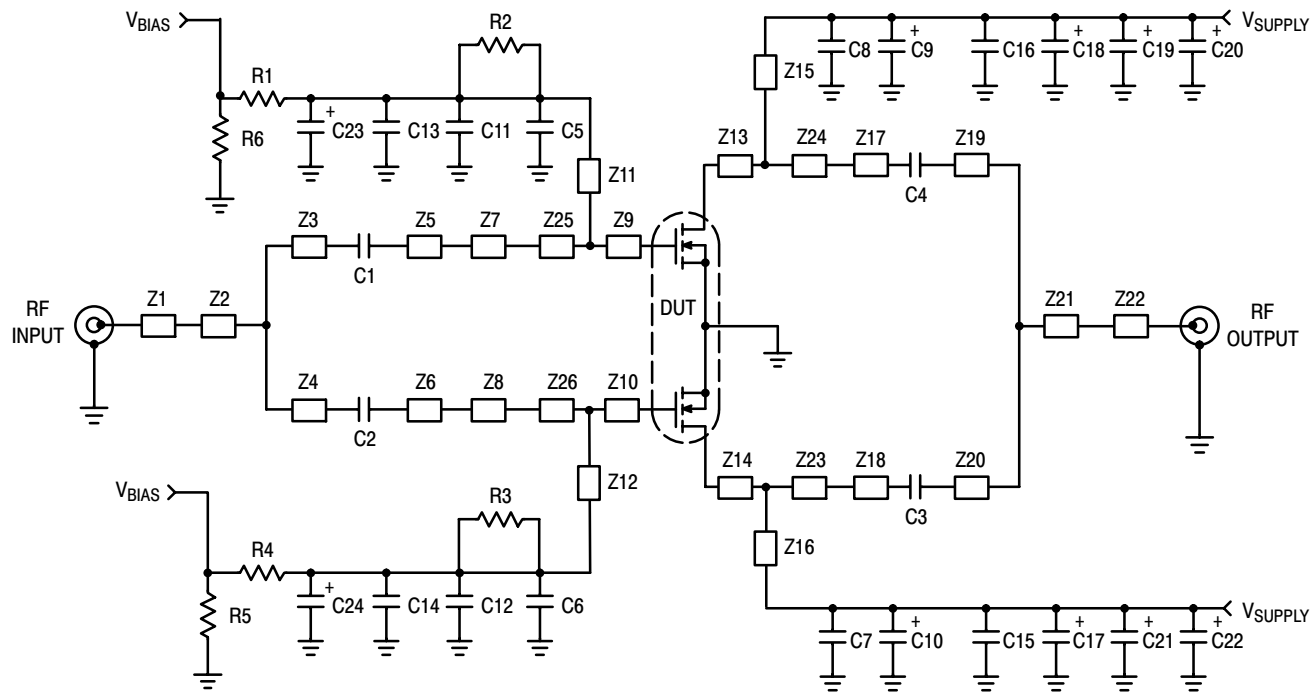 VBIAS
R2
R1
R6
+
C23
C13
C11
C5
Z11
Z3
C1
Z5
Z7
Z25
Z9
RF
INPUT
Z1
Z2
DUT
Z4
C2
Z6
Z8
Z26
Z10
Z12
VBIAS
R3
R4
R5
+
C24
C14
C12
C6
VSUPPLY
Z15
C8
+
C9
C16
+
C18
+
C19
+
C20
Z13
Z24
Z17
C4
Z19
Z21
Z22
RF
OUTPUT
Z14
Z23
Z18
C3
Z20
Z16
VSUPPLY
C7
+
C10
C15
+
C17
+
C21
+
C22